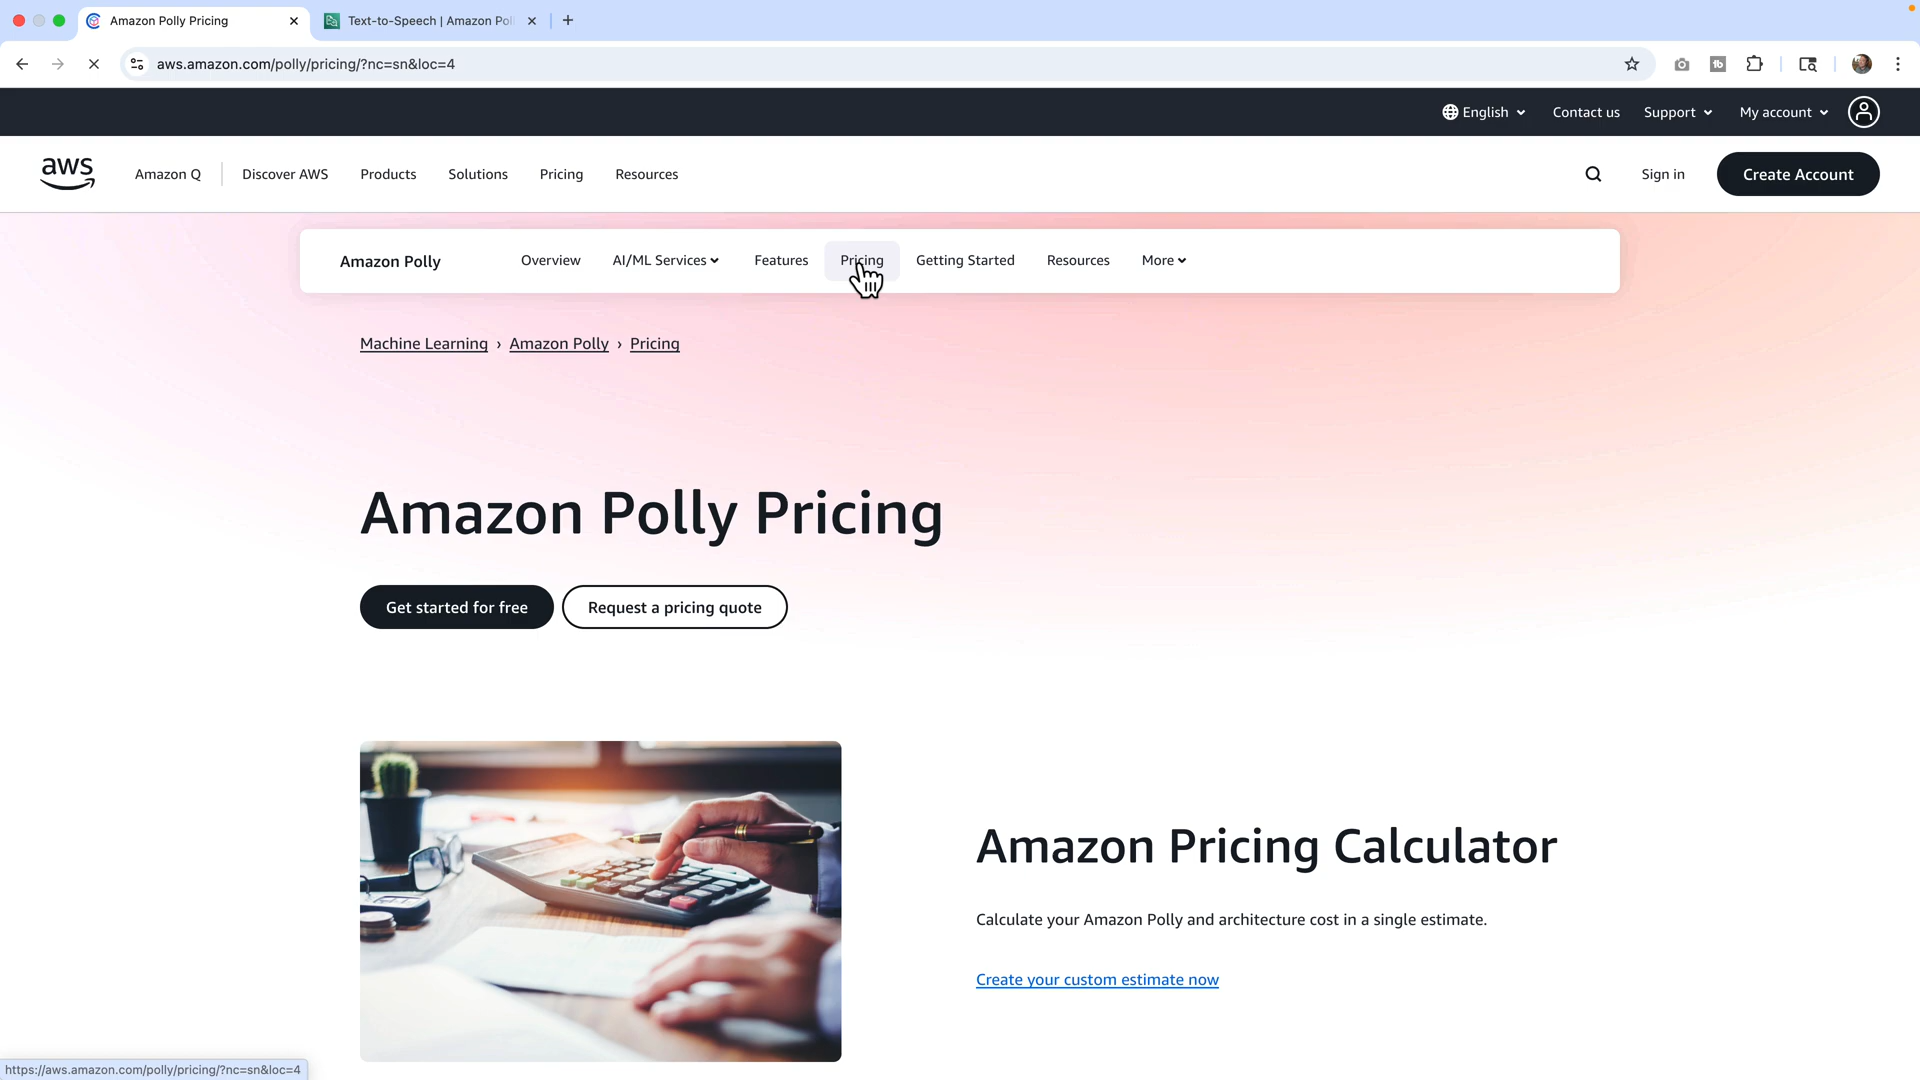 Amazon Polly Pricing
Text-to-Speech | Amazon Pol
aws.amazon.com/polly/pricing/?nc=sn&loc=4
English
Contact us
Support
My account
aws
Amazon Q
Discover AWS
Products
Solutions
Pricing
Resources
Sign in
Create Account
Amazon Polly
Overview
AI/ML Services
Features
Pricing
Getting Started
Resources
More
Machine Learning › Amazon Polly › Pricing
Amazon Polly Pricing
Get started for free
Request a pricing quote
Amazon Pricing Calculator
Calculate your Amazon Polly and architecture cost in a single estimate.
Create your custom estimate now
https://aws.amazon.com/polly/pricing/?nc=sn&loc=4